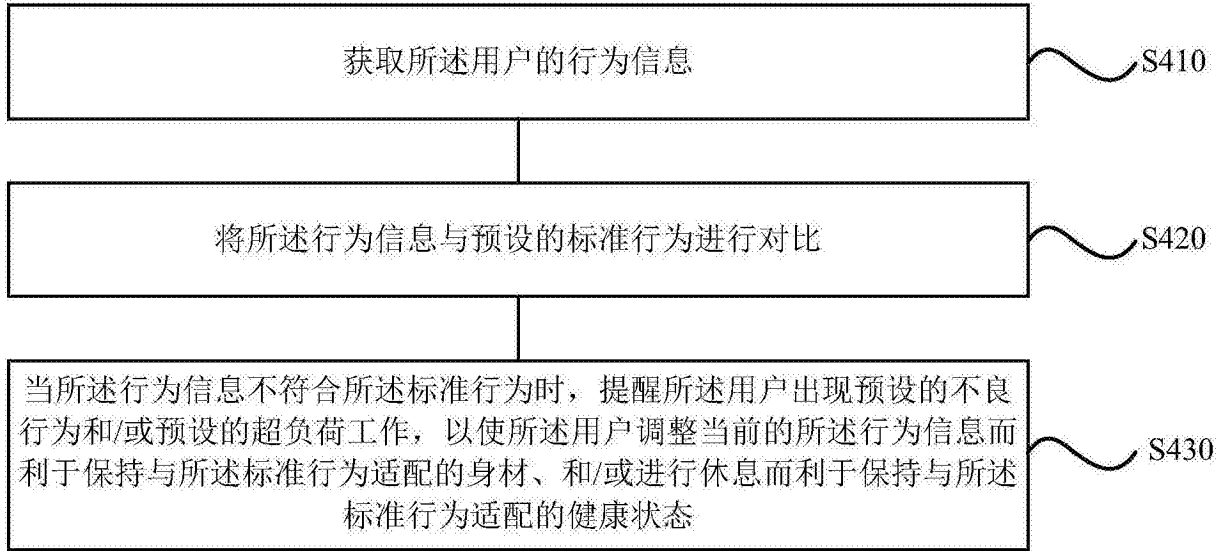 获取所述用户的行为信息
S410
将所述行为信息与预设的标准行为进行对比
S420
当所述行为信息不符合所述标准行为时，提醒所述用户出现预设的不良
行为和/或预设的超负荷工作，以使所述用户调整当前的所述行为信息而
利于保持与所述标准行为适配的身材、和/或进行休息而利于保持与所述
标准行为适配的健康状态
S430